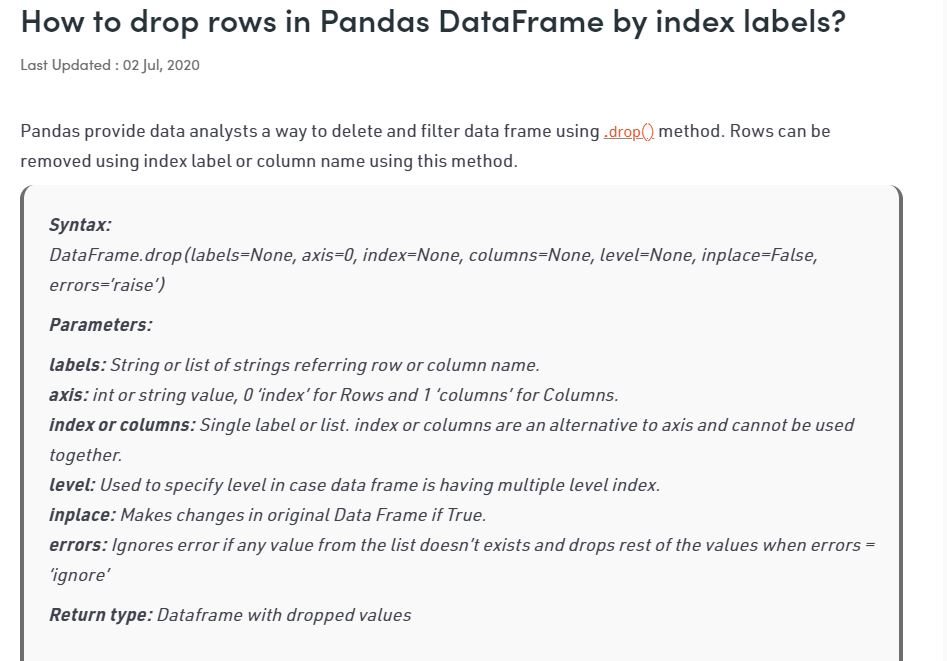 How to drop rows in Pandas DataFrame by index labels?
Last Updated : 02 Jul, 2020
Pandas provide data analysts a way to delete and filter data frame using .drop() method. Rows can be
removed using index label or column name using this method.
Syntax:
DataFrame.drop(labels=None, axis=0, index=None, columns=None, level=None, inplace=False,
errors=’raise’)
Parameters:
labels: String or list of strings referring row or column name.
axis: int or string value, 0 ‘index’ for Rows and 1 ‘columns’ for Columns.
index or columns: Single label or list. index or columns are an alternative to axis and cannot be used
together.
level: Used to specify level in case data frame is having multiple level index.
inplace: Makes changes in original Data Frame if True.
errors: Ignores error if any value from the list doesn’t exists and drops rest of the values when errors =
‘ignore’
Return type: Dataframe with dropped values